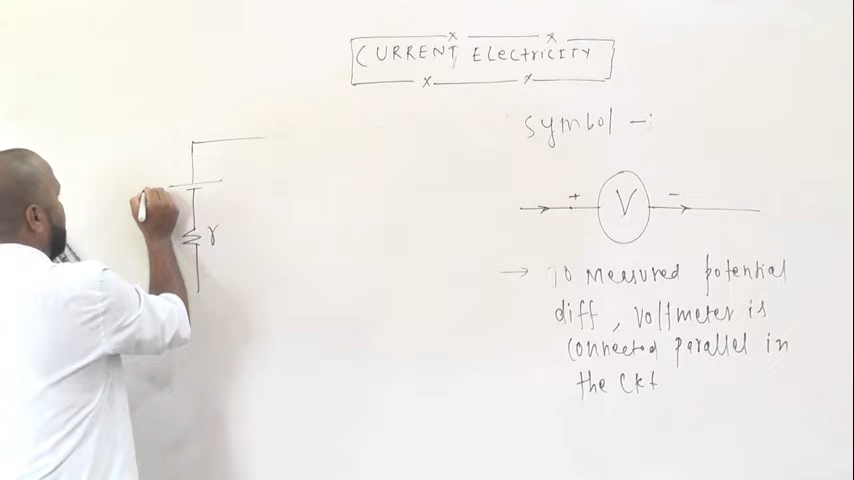 CURRENT ELectRICITY
Symbol -:
+ V -
r
→ To Measured potential
diff, voltmeter is
Connected parallel in
the Ckt